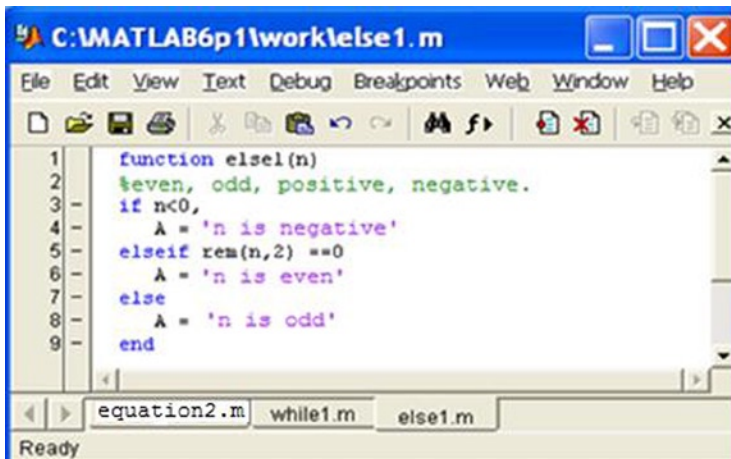 C:\MATLAB6p1\work\else1.m
File Edit View Text Debug Breakpoints Web Window Help
1 function elsel(n)
2 %even, odd, positive, negative.
3 - if n<0,
4 - A = 'n is negative'
5 - elseif rem(n,2) ==0
6 - A = 'n is even'
7 - else
8 - A = 'n is odd'
9 - end
equation2.m while1.m else1.m
Ready